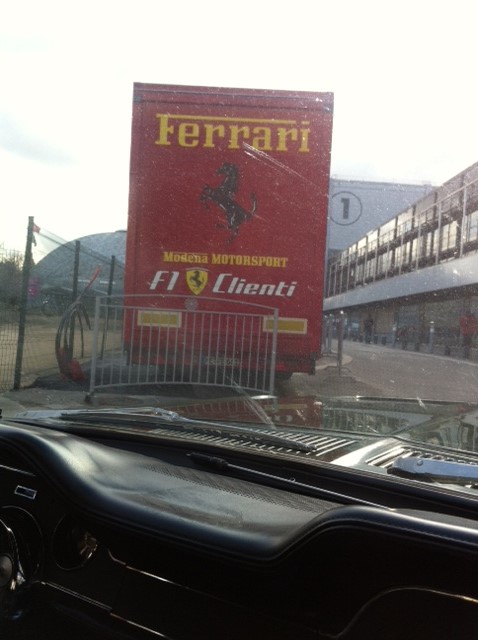 Ferrari
1
Modena MOTORSPORT
F1 Clienti